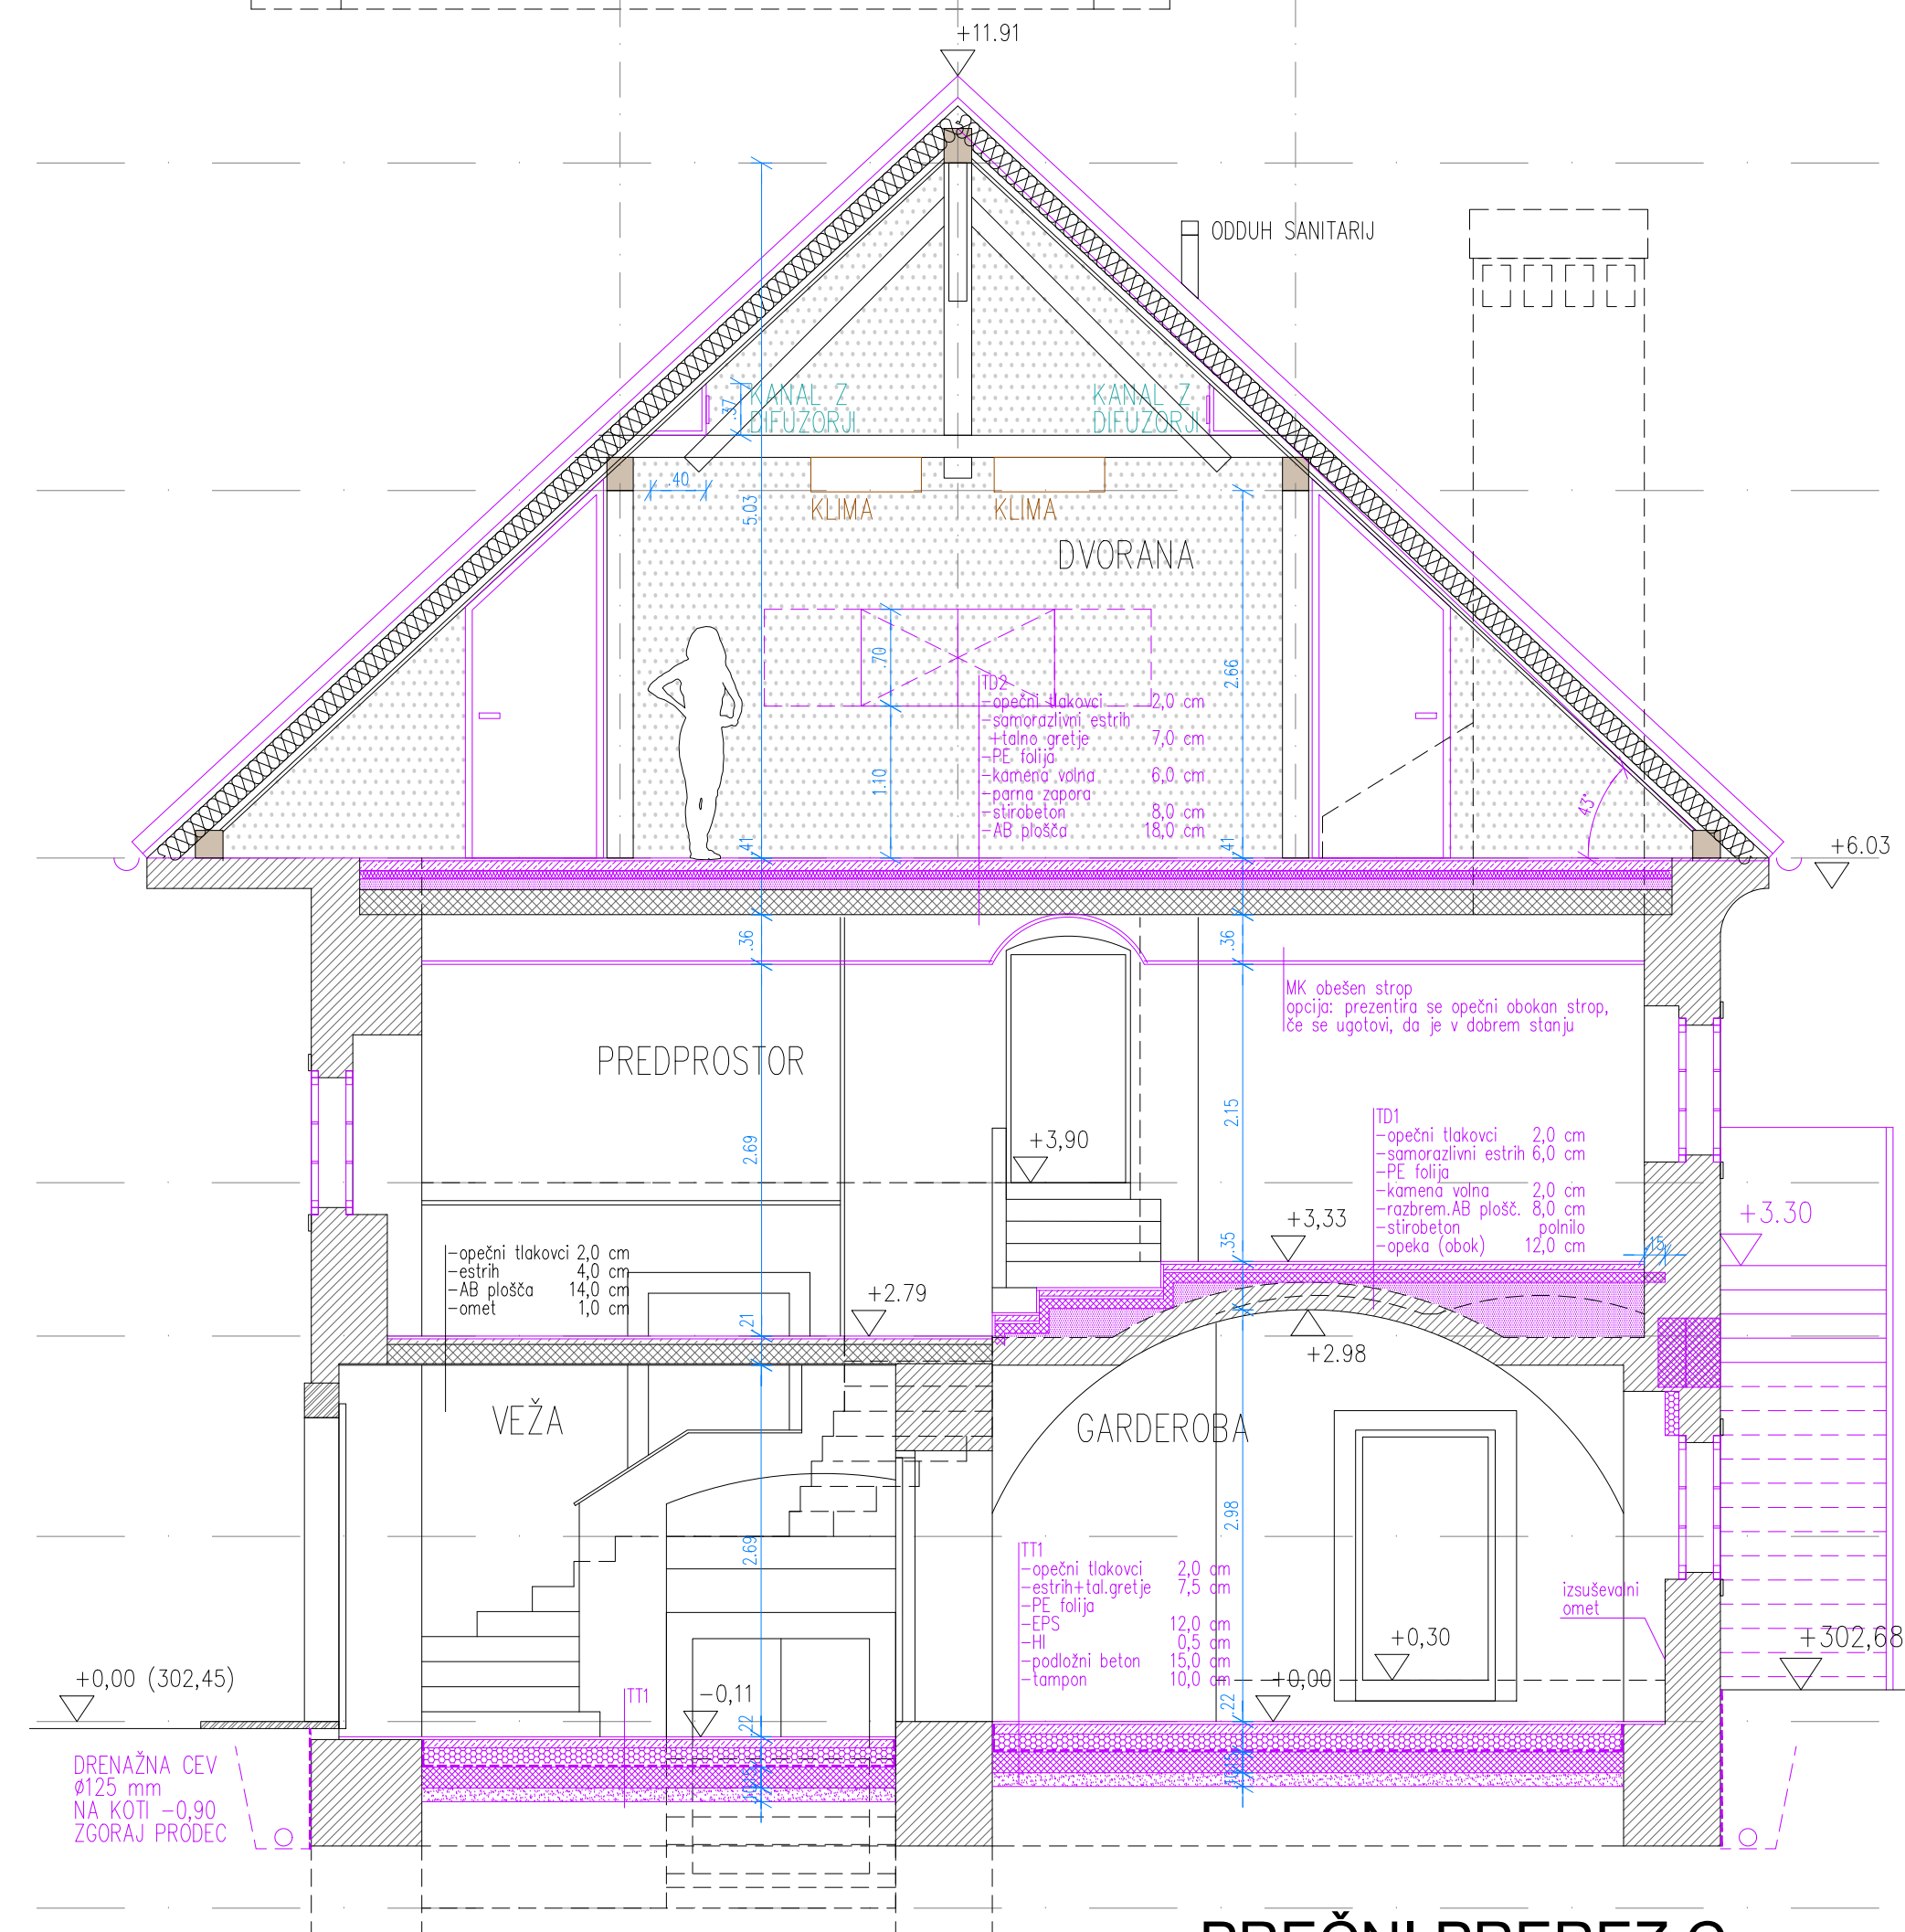 +11.91
ODDUH SANITARIJ
KANAL Z
DIFUZORJI
KANAL Z
DIFUZORJI
.37
.40
5.03
KLIMA
KLIMA
DVORANA
.70
2.66
1.10
TD2
-opečni tlakovci 2,0 cm
-samorazlivni estrih
+talno gretje 7,0 cm
-PE folija
-kamena volna 6,0 cm
-parna zapora
-stirobeton 8,0 cm
-AB plošča 18,0 cm
43°
41
41
+6.03
.36
.36
MK obešen strop
opcija: prezentira se opečni obokan strop,
če se ugotovi, da je v dobrem stanju
PREDPROSTOR
2.69
2.15
+3,90
TD1
-opečni tlakovci 2,0 cm
-samorazlivni estrih 6,0 cm
-PE folija
-kamena volna 2,0 cm
-razbrem.AB plošč. 8,0 cm
-stirobeton polnilo
-opeka (obok) 12,0 cm
+3,33
+3.30
.35
.15
-opečni tlakovci 2,0 cm
-estrih 4,0 cm
-AB plošča 14,0 cm
-omet 1,0 cm
+2.79
.21
+2.98
VEŽA
GARDEROBA
2.69
2.98
TT1
-opečni tlakovci 2,0 cm
-estrih+tal.gretje 7,5 cm
-PE folija
-EPS 12,0 cm
-HI 0,5 cm
-podložni beton 15,0 cm
-tampon 10,0 cm
izsuševalni
omet
+0,30
+302,68
+0,00 (302,45)
TT1
-0,11
+0,00
.22
.22
DRENAŽNA CEV
ø125 mm
NA KOTI -0,90
ZGORAJ PRODEC